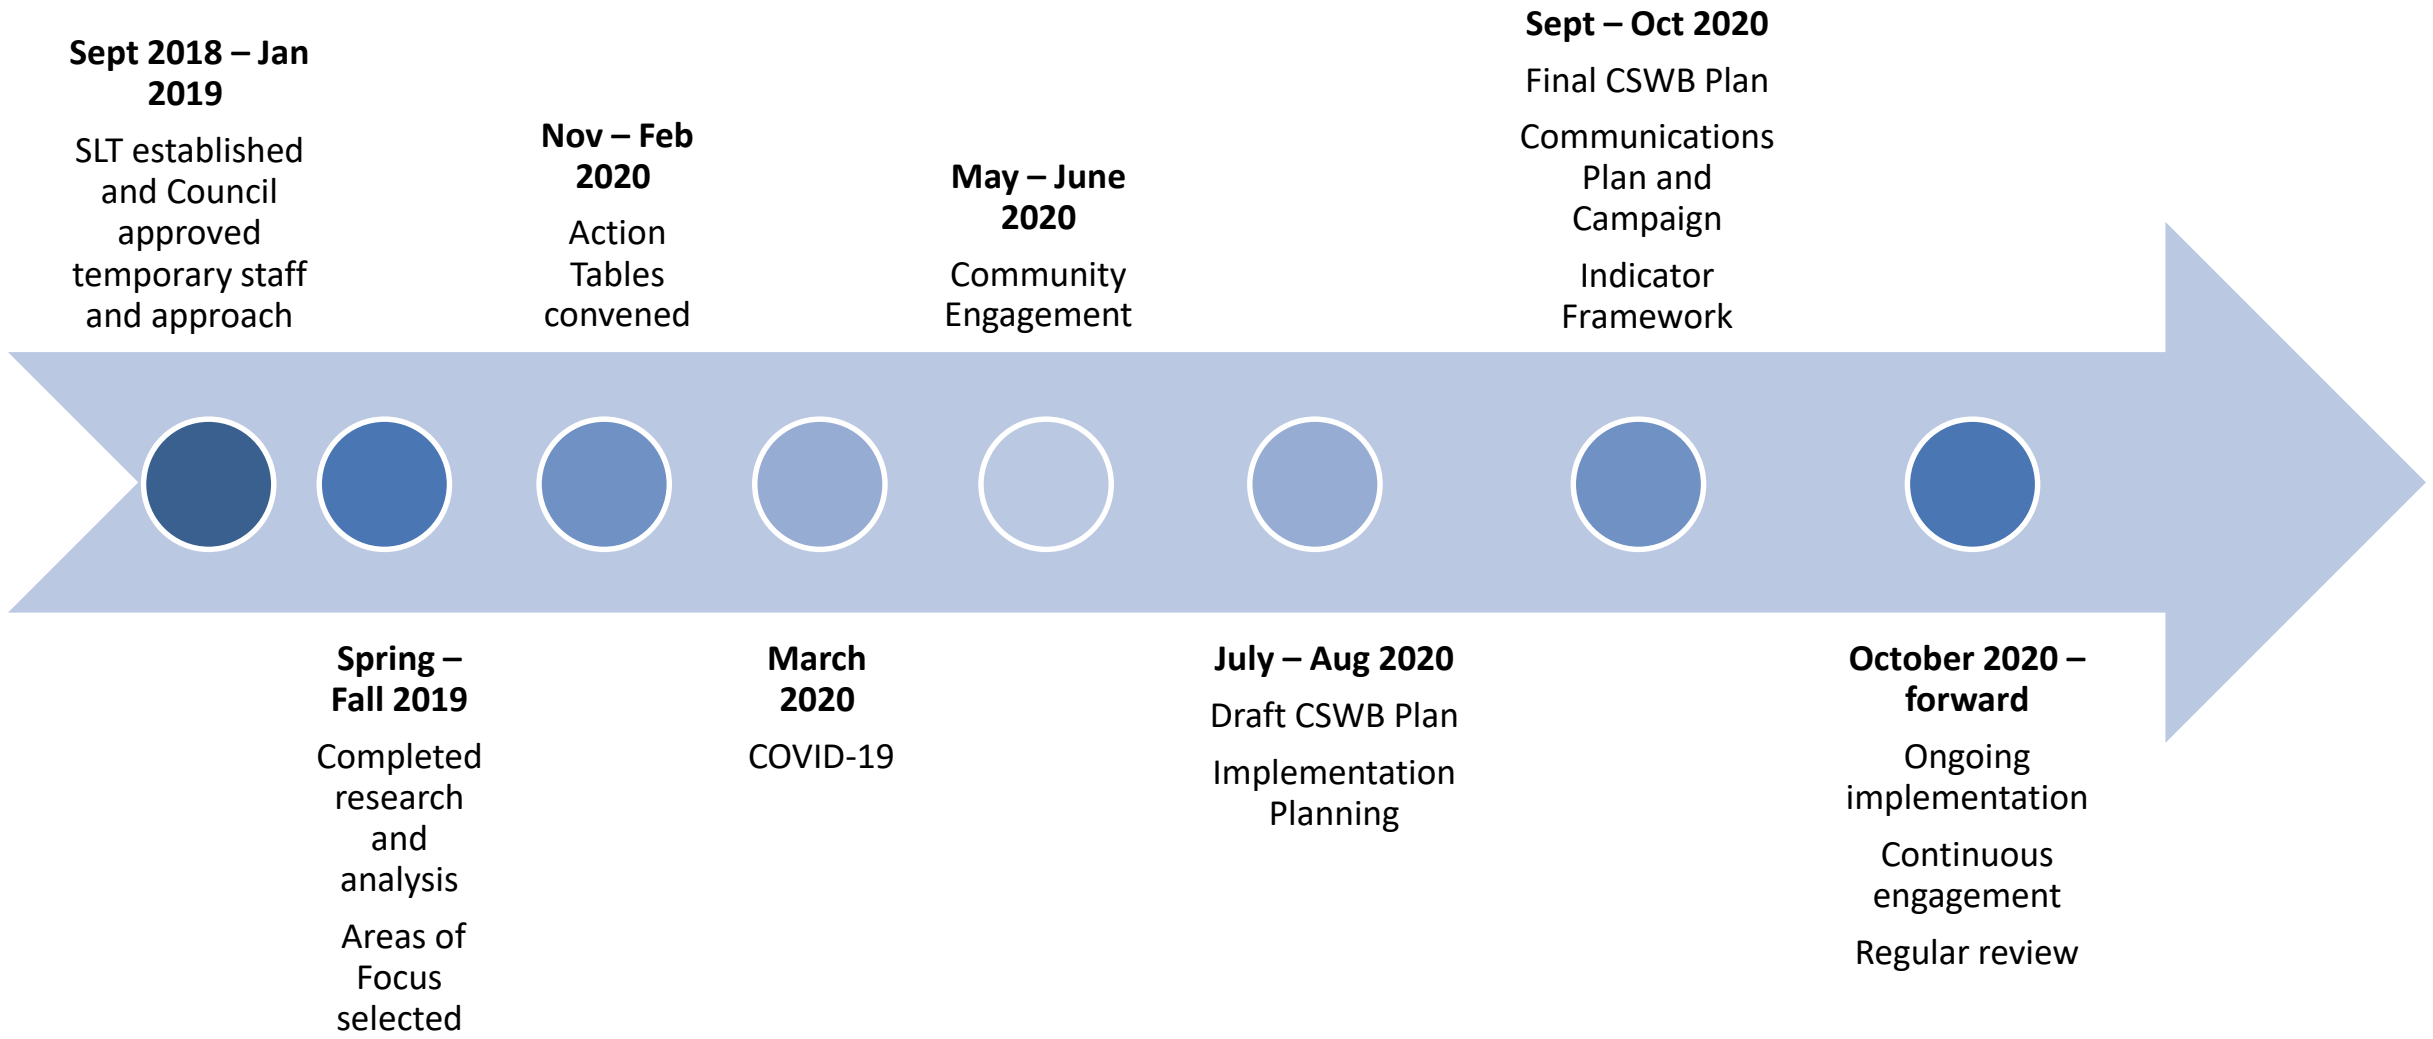 Sept 2018 – Jan
2019
SLT established
and Council
approved
temporary staff
and approach
Spring –
Fall 2019
Completed
research
and
analysis
Areas of
Focus
selected
Nov – Feb
2020
Action
Tables
convened
March
2020
COVID-19
May – June
2020
Community
Engagement
July – Aug 2020
Draft CSWB Plan
Implementation
Planning
Sept – Oct 2020
Final CSWB Plan
Communications
Plan and
Campaign
Indicator
Framework
October 2020 –
forward
Ongoing
implementation
Continuous
engagement
Regular review